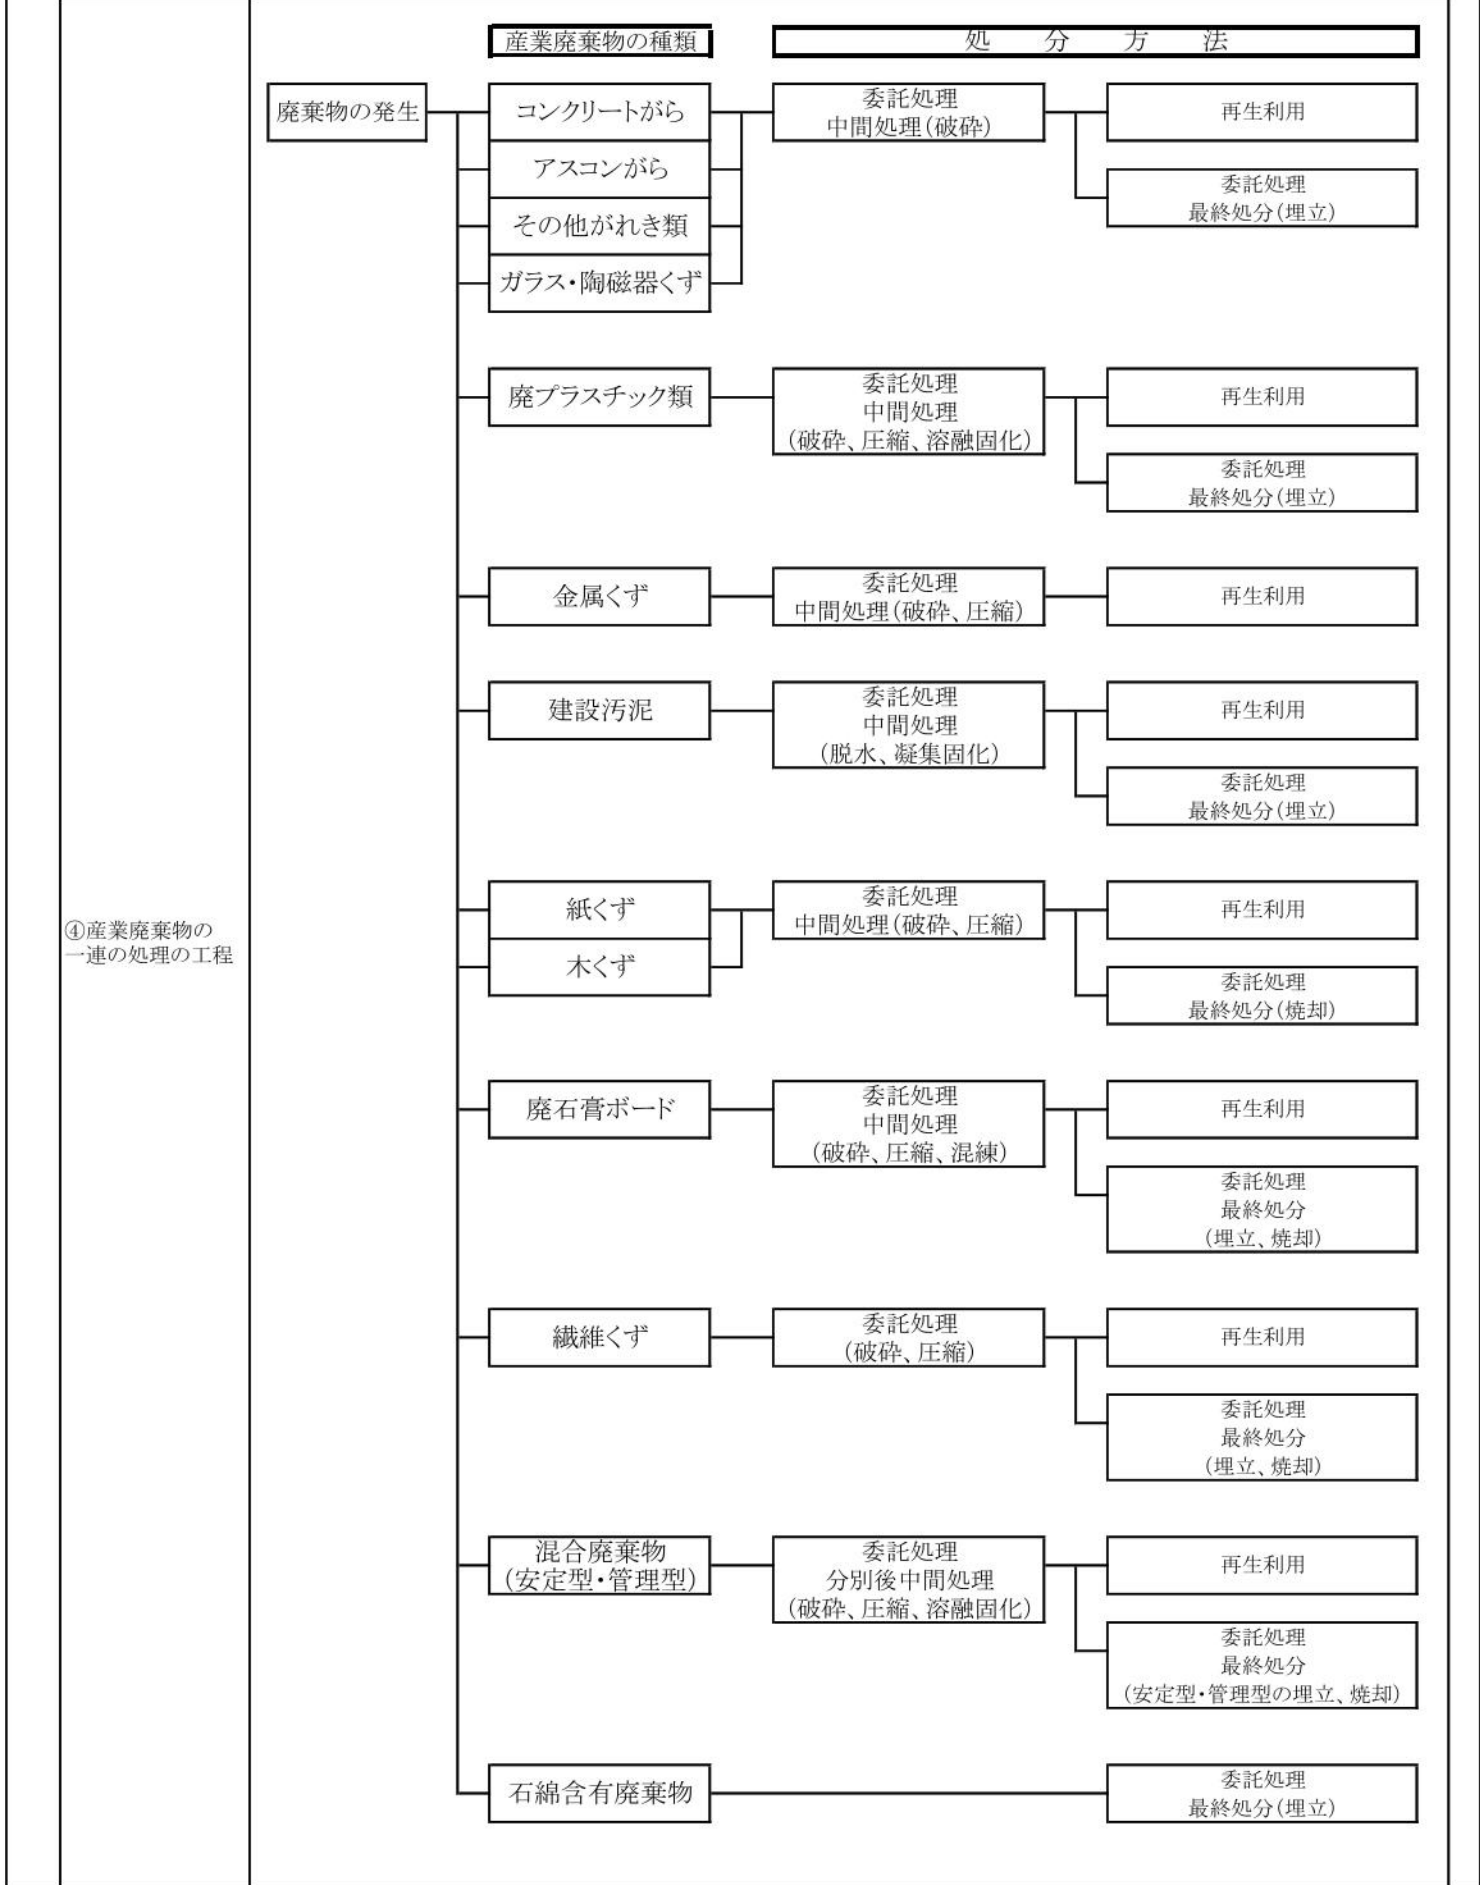 産業廃棄物の種類
処 分 方 法
廃棄物の発生
コンクリートがら
委託処理
中間処理(破砕)
再生利用
アスコンがら
委託処理
最終処分(埋立)
その他がれき類
ガラス・陶磁器くず
廃プラスチック類
委託処理
中間処理
(破砕、圧縮、溶融固化)
再生利用
委託処理
最終処分(埋立)
金属くず
委託処理
中間処理(破砕、圧縮)
再生利用
建設汚泥
委託処理
中間処理
(脱水、凝集固化)
再生利用
委託処理
最終処分(埋立)
④産業廃棄物の
一連の処理の工程
紙くず
委託処理
中間処理(破砕、圧縮)
再生利用
木くず
委託処理
最終処分(焼却)
廃石膏ボード
委託処理
中間処理
(破砕、圧縮、混練)
再生利用
委託処理
最終処分
(埋立、焼却)
繊維くず
委託処理
(破砕、圧縮)
再生利用
委託処理
最終処分
(埋立、焼却)
混合廃棄物
(安定型・管理型)
委託処理
分別後中間処理
(破砕、圧縮、溶融固化)
再生利用
委託処理
最終処分
(安定型・管理型の埋立、焼却)
石綿含有廃棄物
委託処理
最終処分(埋立)